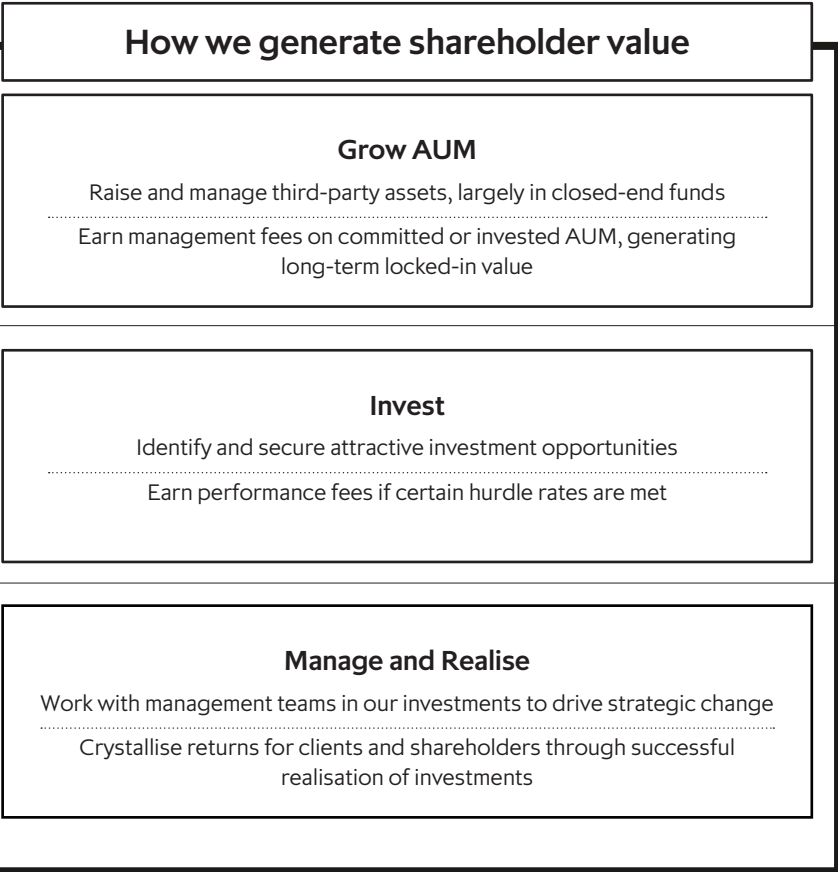 How we generate shareholder value
Grow AUM
Raise and manage third-party assets, largely in closed-end funds
Earn management fees on committed or invested AUM, generating
long-term locked-in value
Invest
Identify and secure attractive investment opportunities
Earn performance fees if certain hurdle rates are met
Manage and Realise
Work with management teams in our investments to drive strategic change
Crystallise returns for clients and shareholders through successful
realisation of investments